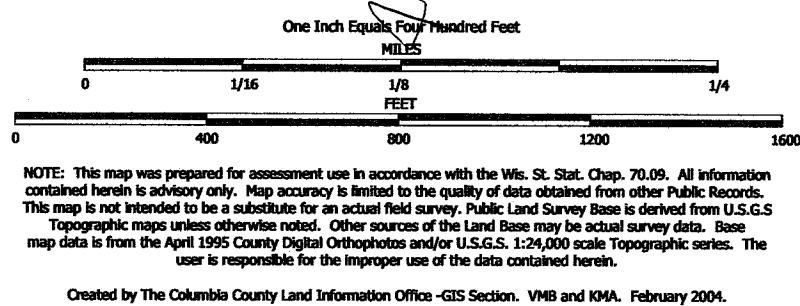 One Inch Equals Four Hundred Feet
MILES
0 1/16 1/8 1/4
FEET
0 400 800 1200 1600
NOTE: This map was prepared for assessment use in accordance with the Wis. St. Stat. Chap. 70.09. All information
contained herein is advisory only. Map accuracy is limited to the quality of data obtained from other Public Records.
This map is not intended to be a substitute for an actual field survey. Public Land Survey Base is derived from U.S.G.S
Topographic maps unless otherwise noted. Other sources of the Land Base may be actual survey data. Base
map data is from the April 1995 County Digital Orthophotos and/or U.S.G.S. 1:24,000 scale Topographic series. The
user is responsible for the improper use of the data contained herein.
Created by The Columbia County Land Information Office -GIS Section. VMB and KMA. February 2004.